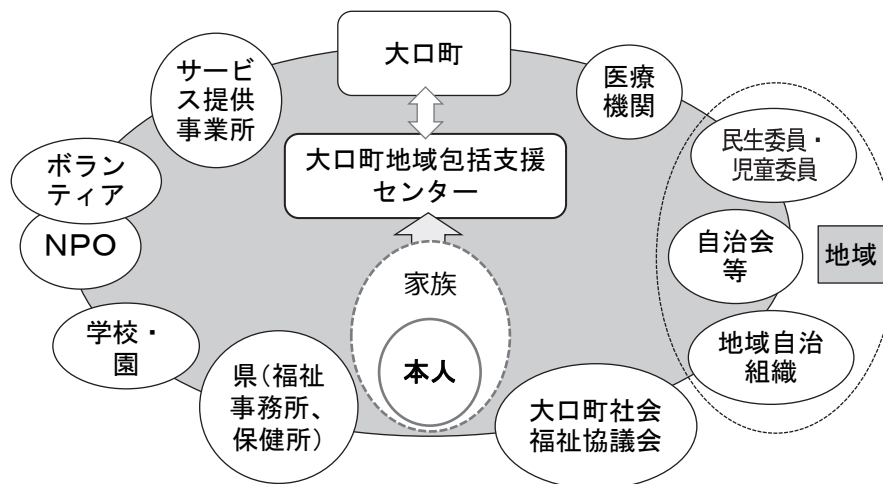 大口町
サービ
ス提供
事業所
医療
機関
大口町地域包括支援
センター
民生委員・
児童委員
ボラン
ティア
NPO
自治会
等
地域
家族
学校・
園
本人
地域自治
組織
県（福祉
事務所、
保健所）
大口町社会
福祉協議会